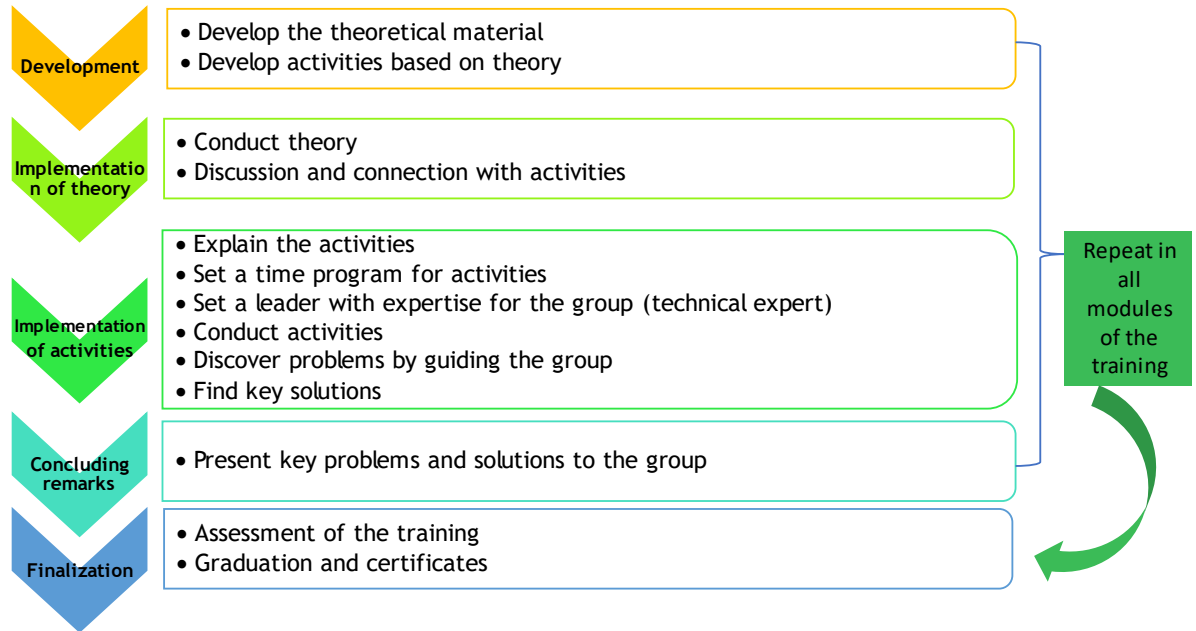 Development
• Develop the theoretical material
• Develop activities based on theory
Implementatio
n of theory
• Conduct theory
• Discussion and connection with activities
Implementation
of activities
• Explain the activities
• Set a time program for activities
• Set a leader with expertise for the group (technical expert)
• Conduct activities
• Discover problems by guiding the group
• Find key solutions
Concluding
remarks
• Present key problems and solutions to the group
Finalization
• Assessment of the training
• Graduation and certificates
Repeat in
all
modules
of the
training